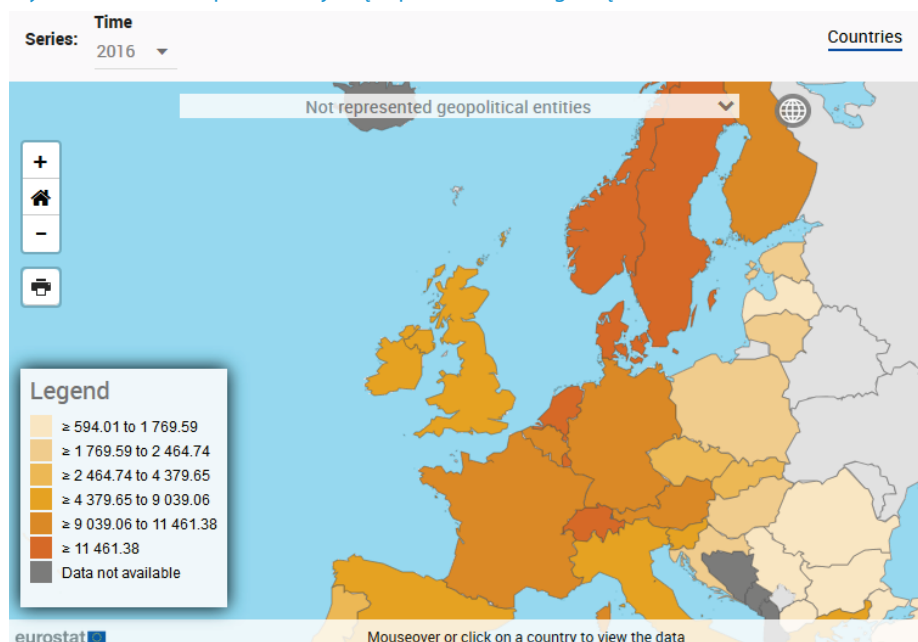 Series:
Time
2016
Countries
Not represented geopolitical entities
+
−
Legend
≥ 594.01 to 1 769.59
≥ 1 769.59 to 2 464.74
≥ 2 464.74 to 4 379.65
≥ 4 379.65 to 9 039.06
≥ 9 039.06 to 11 461.38
≥ 11 461.38
Data not available
eurostat
Mouseover or click on a country to view the data